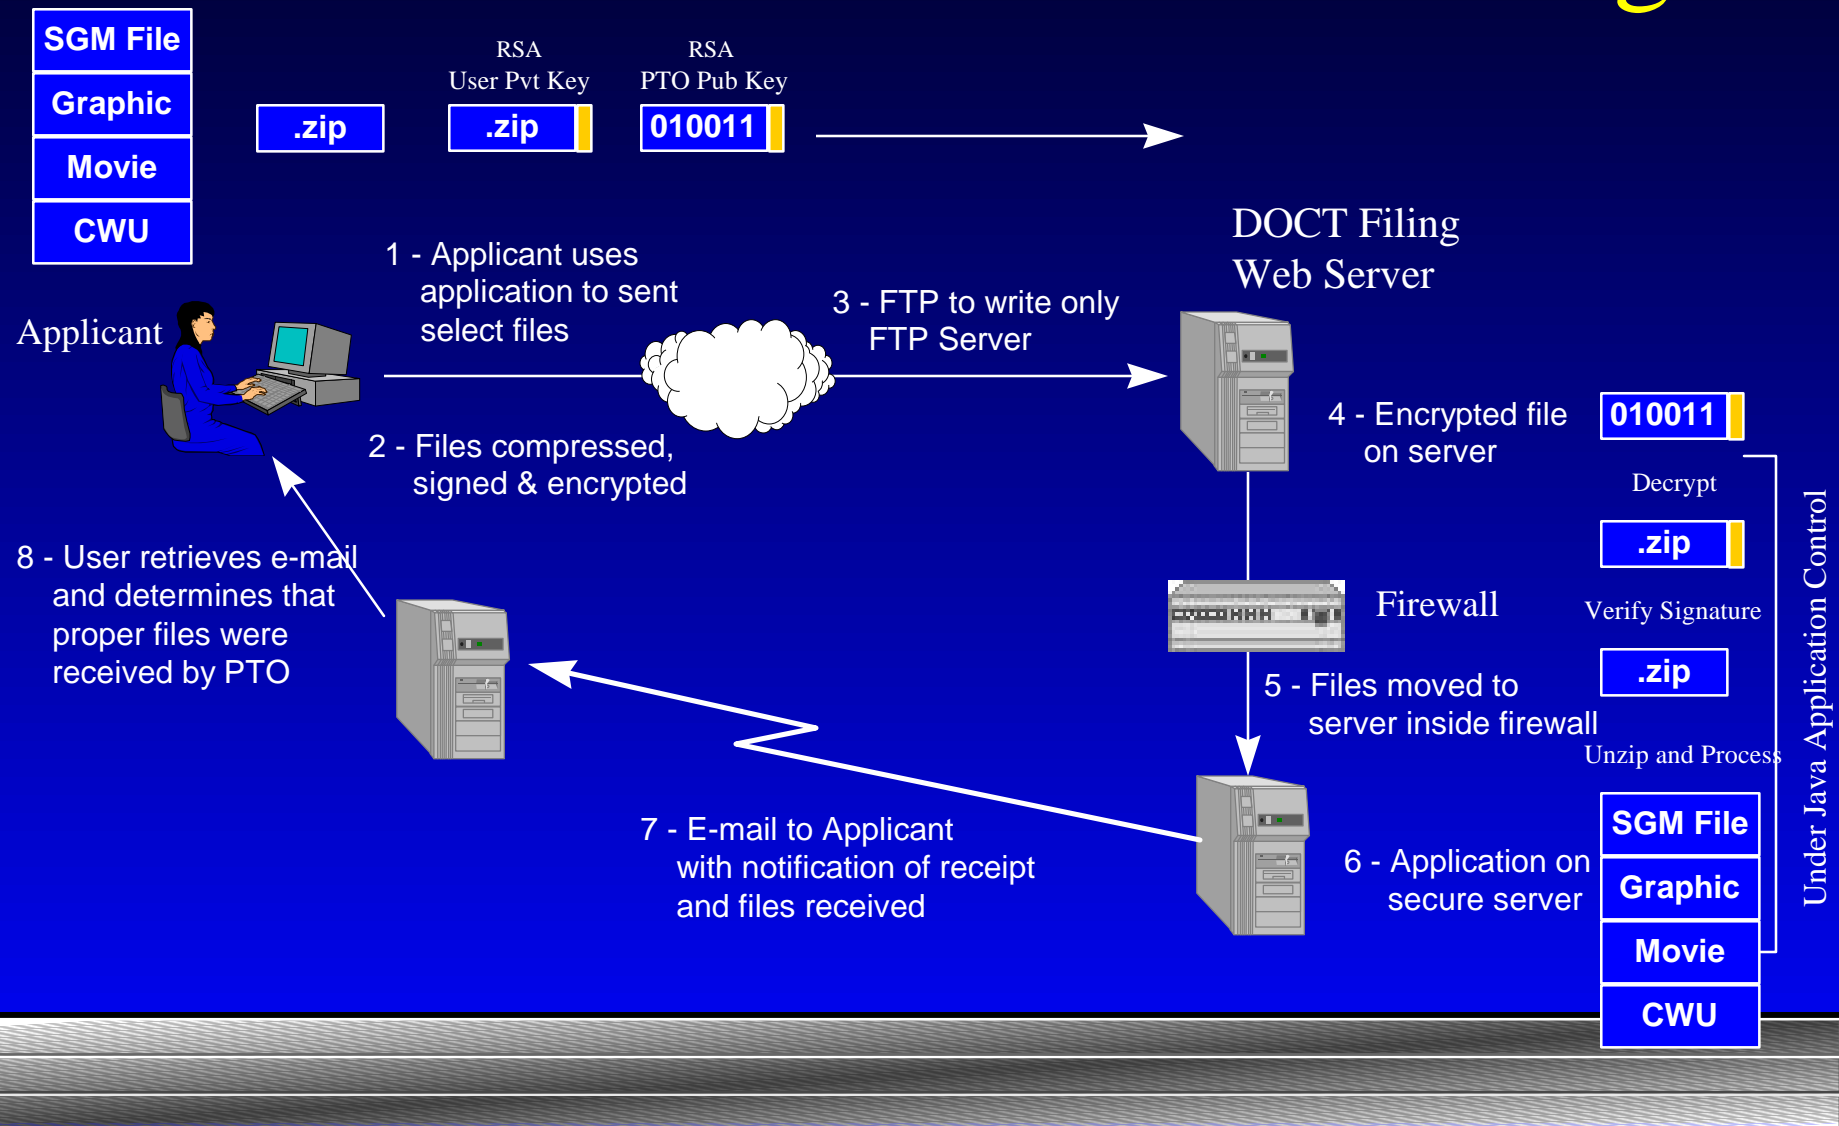 SGM File
Graphic
Movie
CWU
.zip
RSA
User Pvt Key
.zip
RSA
PTO Pub Key
010011
DOCT Filing
Web Server
Applicant
1 - Applicant uses
application to sent
select files
2 - Files compressed,
signed & encrypted
3 - FTP to write only
FTP Server
4 - Encrypted file
on server
010011
Decrypt
.zip
Verify Signature
.zip
Unzip and Process
SGM File
Graphic
Movie
CWU
Under Java Application Control
Firewall
5 - Files moved to
server inside firewall
6 - Application on
secure server
7 - E-mail to Applicant
with notification of receipt
and files received
8 - User retrieves e-mail
and determines that
proper files were
received by PTO